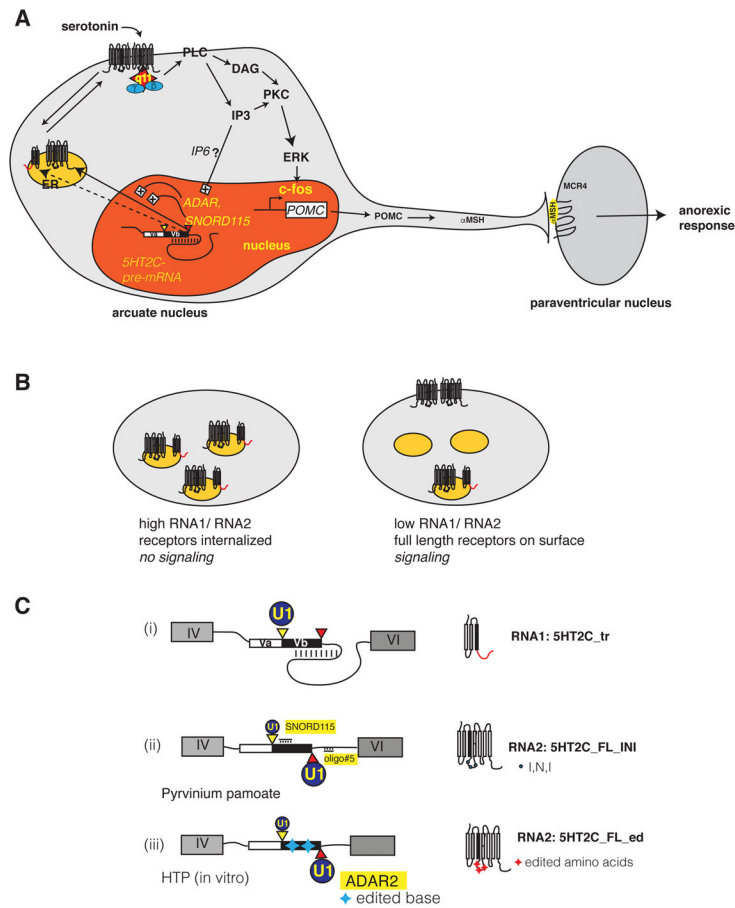 A
serotonin
PLC
q11
γ β
DAG
PKC
IP3
IP6?
ERK
ER
ADAR,
SNORD115
c-fos
POMC
POMC
αMSH
αMSH
MCR4
anorexic
response
Va Vb
nucleus
5HT2C-
pre-mRNA
arcuate nucleus
paraventricular nucleus
B
high RNA1/ RNA2
receptors internalized
no signaling
low RNA1/ RNA2
full length receptors on surface
signaling
C
(i)
IV
U1
Va Vb
VI
RNA1: 5HT2C_tr
(ii)
IV
U1
SNORD115
VI
U1
oligo#5
RNA2: 5HT2C_FL_INI
I,N,I
Pyrvinium pamoate
(iii)
IV
U1
U1
RNA2: 5HT2C_FL_ed
edited amino acids
HTP (in vitro)
ADAR2
edited base